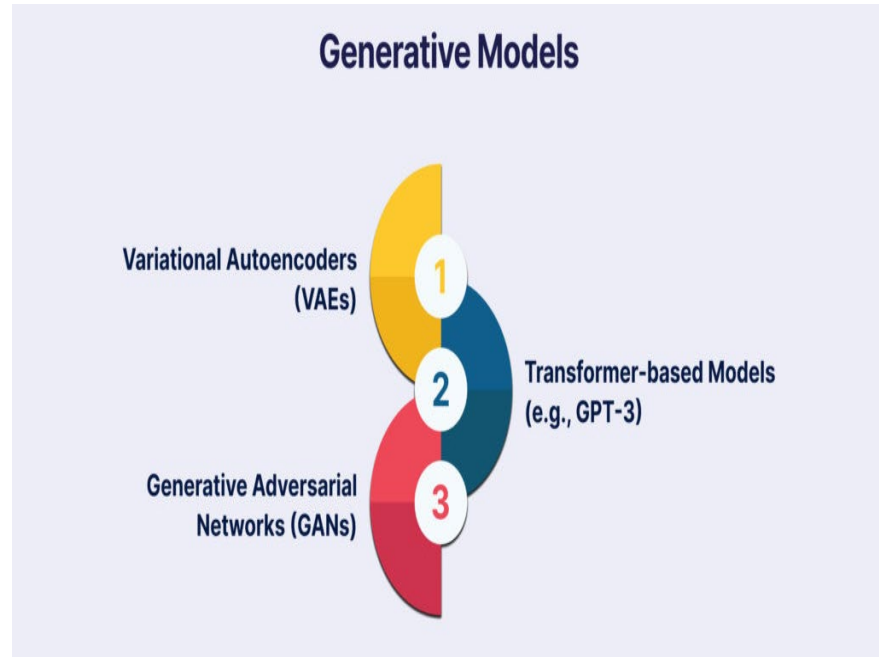 Generative Models
Variational Autoencoders
(VAEs)
1
2
Transformer-based Models
(e.g., GPT-3)
Generative Adversarial
Networks (GANs)
3